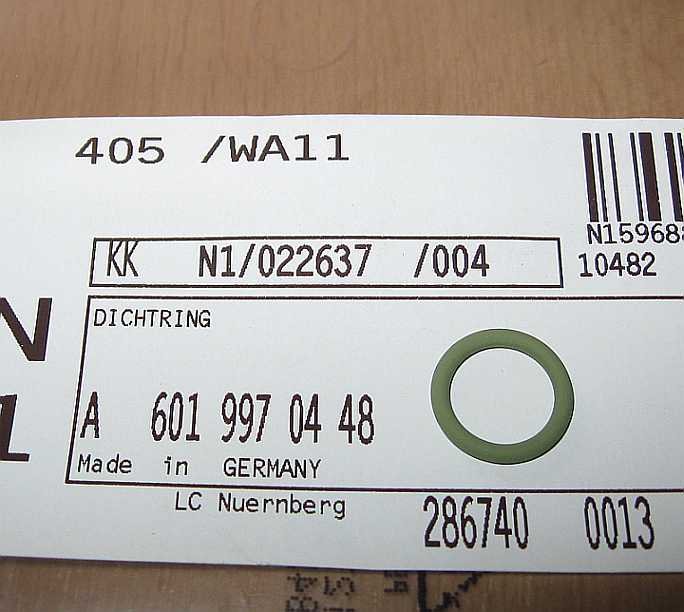 405 /WA11
N15968
10482
KK N1/022637 /004
N
DICHTRING
A 601 997 04 48
1
Made in GERMANY
LC Nuernberg
286740 0013